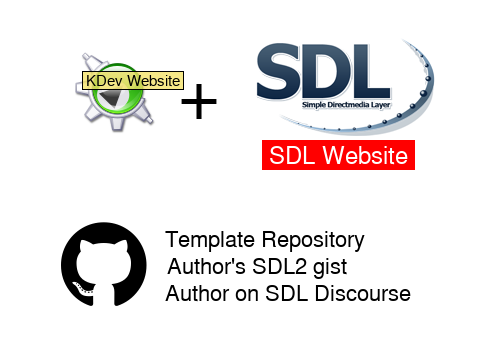 KDev Website
+
SDL
Simple Directmedia Layer
SDL Website
Template Repository
Author's SDL2 gist
Author on SDL Discourse